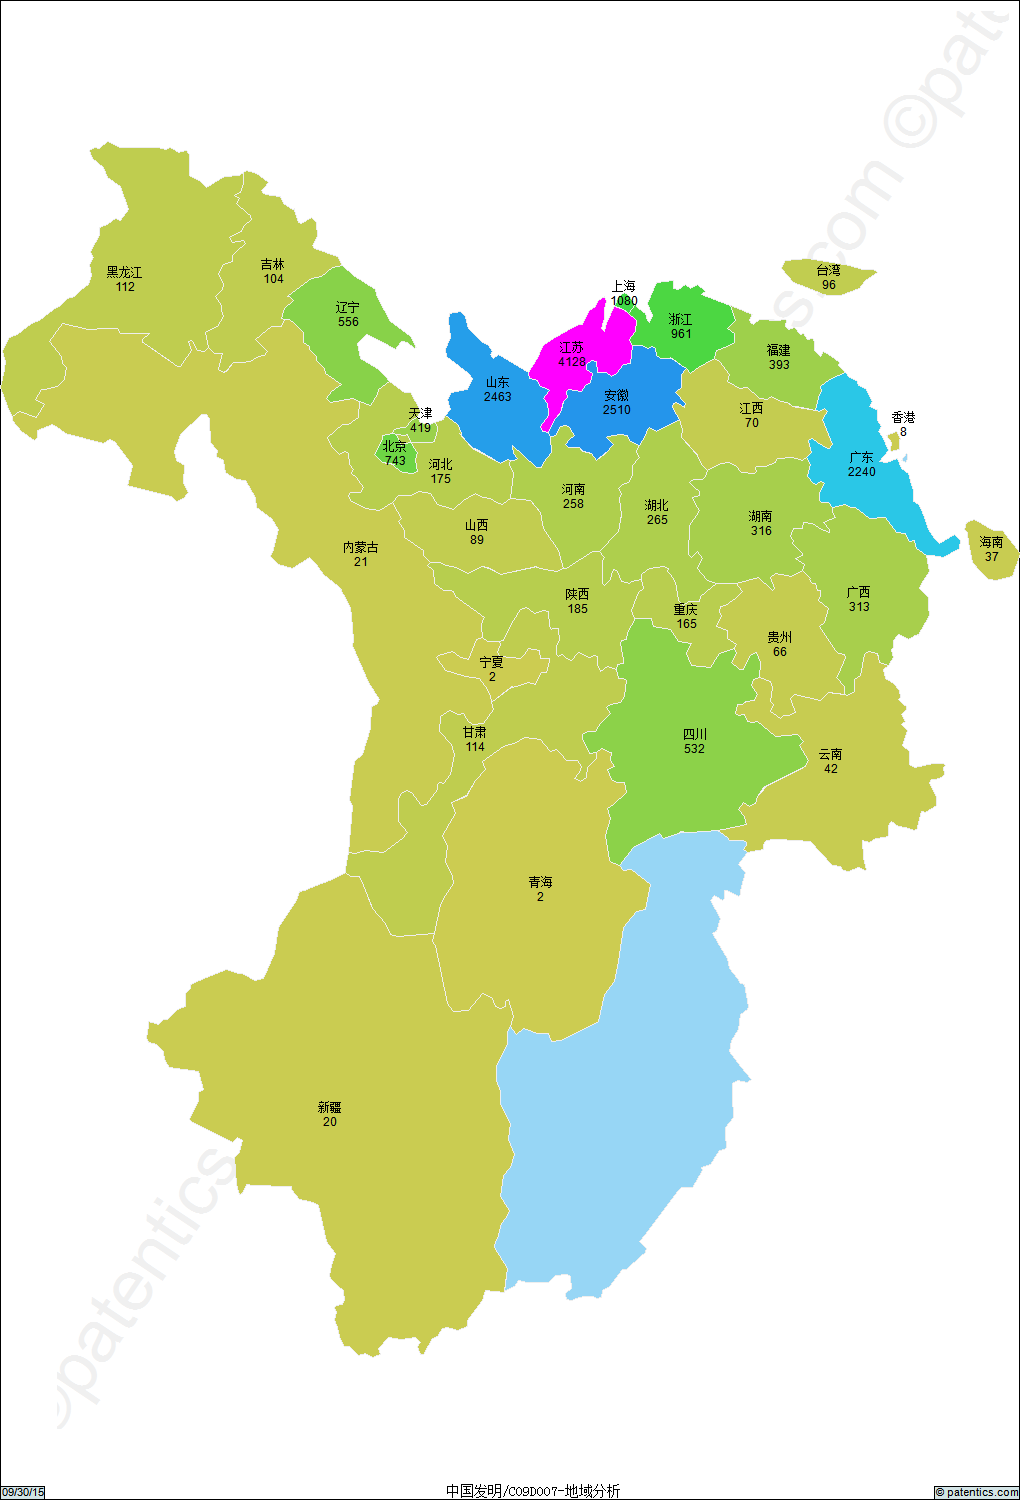 ©patentics.com ©patentics.com
黑龙江
112
吉林
104
辽宁
556
台湾
96
上海
1080
浙江
961
江苏
4128
福建
393
山东
2463
安徽
2510
江西
70
天津
419
香港
8
北京
743
河北
175
广东
2240
河南
258
湖北
265
湖南
316
山西
89
海南
37
内蒙古
21
陕西
185
重庆
165
广西
313
贵州
66
宁夏
2
甘肃
114
四川
532
云南
42
青海
2
新疆
20
09/30/15
中国发明/C09D007-地域分析
© patentics.com